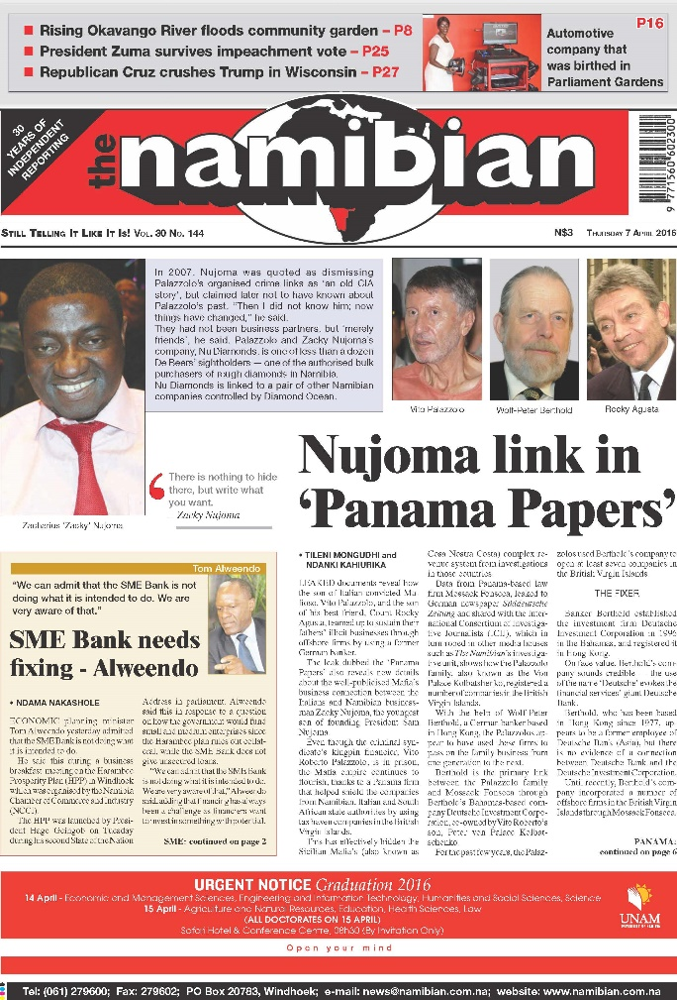 Rising Okavango River floods community garden – P8
President Zuma survives impeachment vote – P25
Republican Cruz crushes Trump in Wisconsin – P27
P16
Automotive
company that
was birthed in
Parliament Gardens
30
YEARS OF
INDEPENDENT
REPORTING
the namibian
9 771560 602300
STILL TELLING IT LIKE IT IS! VOL. 30 NO. 144
N$3 THURSDAY 7 APRIL 2016
In 2007, Nujoma was quoted as dismissing
Palazzolo's organised crime links as 'an old CIA
story', but claimed later not to have known about
Palazzolo's past. "Then I did not know him; now
things have changed," he said.
They had not been business partners, but 'merely
friends', he said. Palazzolo and Zacky Nujoma's
company, Nu Diamonds, is one of less than a dozen
De Beers' sightholders — one of the authorised bulk
purchasers of rough diamonds in Namibia.
Nu Diamonds is linked to a pair of other Namibian
companies controlled by Diamond Ocean.
Vito Palazzolo
Wolf-Peter Berthold
Rocky Agusta
'There is nothing to hide
there, but write what
you want.
Zacky Nujoma
Zacharius 'Zacky' Nujoma
Nujoma link in
'Panama Papers'
• TILENI MONGUDHI and
NDANKI KAHIURIKA
LEAKED documents reveal how
the son of Italian convicted Ma-
fioso, Vito Palazzolo, and the son
of his best friend, Count Rocky
Agusta, teamed up to sustain their
fathers' illicit businesses through
offshore firms by using a former
German banker.
The leak dubbed the 'Panama
Papers' also reveals new details
about the well-publicised Mafia's
business connection between the
Italians and Namibian business-
man Zacky Nujoma, the youngest
son of founding President Sam
Nujoma.
Even though the criminal syn-
dicate's kingpin financier, Vito
Roberto Palazzolo, is in prison,
the Mafia empire continues to
flourish, thanks to a Panama firm
that helped shield the companies
from Namibian, Italian and South
African state authorities by using
tax haven companies in the British
Virgin Islands.
This has effectively hidden the
Sicilian Mafia's (also known as
Cosa Nostra Costa) complex re-
venue system from investigations
in those countries.
Data from Panama-based law
firm Mossack Fonseca, leaked to
German newspaper Süddeutsche
Zeitung and shared with the Inter-
national Consortium of Investiga-
tive Journalists (ICIJ), which in
turn roped in other media houses
such as The Namibian's investiga-
tive unit, shows how the Palazzolo
family, also known as the Von
Palace Kolbatschenko, registered a
number of companies in the British
Virgin Islands.
With the help of Wolf-Peter
Berthold, a German banker based
in Hong Kong, the Palazzolos ap-
pear to have used these firms to
pass on the family business from
one generation to the next.
Berthold is the primary link
between the Palazzolo family
and Mossack Fonseca through
Berthold's Bahamas-based com-
pany Deutsche Investment Corpo-
ration, co-owned by Vito Roberto's
son, Peter von Palace Kolbat-
schenko.
For the past few years, the Palaz-
zolos used Berthold's company to
open at least seven companies in
the British Virgin Islands.
THE FIXER
Banker Berthold established
the investment firm Deutsche
Investment Corporation in 1996
in the Bahamas, and registered it
in Hong Kong.
On face value, Berthold's com-
pany sounds credible — the use
of the name 'Deutsche' evokes the
financial services' giant Deutsche
Bank.
Berthold, who has been based
in Hong Kong since 1977, ap-
pears to be a former employee of
Deutsche Bank (Asia), but there
is no evidence of a connection
between Deutsche Bank and the
Deutsche Investment Corporation.
Until recently, Berthold's com-
pany incorporated a number of
offshore firms in the British Virgin
Islands through Mossack Fonseca.
PANAMA:
continued on page 6
Tom Alweendo
"We can admit that the SME Bank is not
doing what it is intended to do. We are
very aware of that."
SME Bank needs
fixing - Alweendo
• NDAMA NAKASHOLE
ECONOMIC planning minister
Tom Alweendo yesterday admitted
that the SME Bank is not doing what
it is intended to do.
He said this during a business
breakfast meeting on the Harambee
Prosperity Plan (HPP) in Windhoek
which was organised by the Namibia
Chamber of Commerce and Industry
(NCCI).
The HPP was launched by Presi-
dent Hage Geingob on Tuesday
during his second State of the Nation
Address in parliament. Alweendo
said this in response to a question
on how the government would fund
small and medium enterprises since
the Harambee plan rules out collat-
eral, while the SME Bank does not
give unsecured loans.
"We can admit that the SME Bank
is not doing what it is intended to do.
We are very aware of that," Alweendo
said, adding that financing has always
been a challenge as financiers want
to invest in something with potential.
SME: continued on page 2
URGENT NOTICE Graduation 2016
14 April - Economic and Management Sciences, Engineering and Information Technology, Humanities and Social Sciences, Science
15 April - Agriculture and Natural Resources, Education, Health Sciences, Law
(ALL DOCTORATES ON 15 APRIL)
Safari Hotel & Conference Centre, 08h30 (By Invitation Only)
UNAM
Open your mind
Tel: (061) 279600; Fax: 279602; PO Box 20783, Windhoek; e-mail: news@namibian.com.na; website: www.namibian.com.na